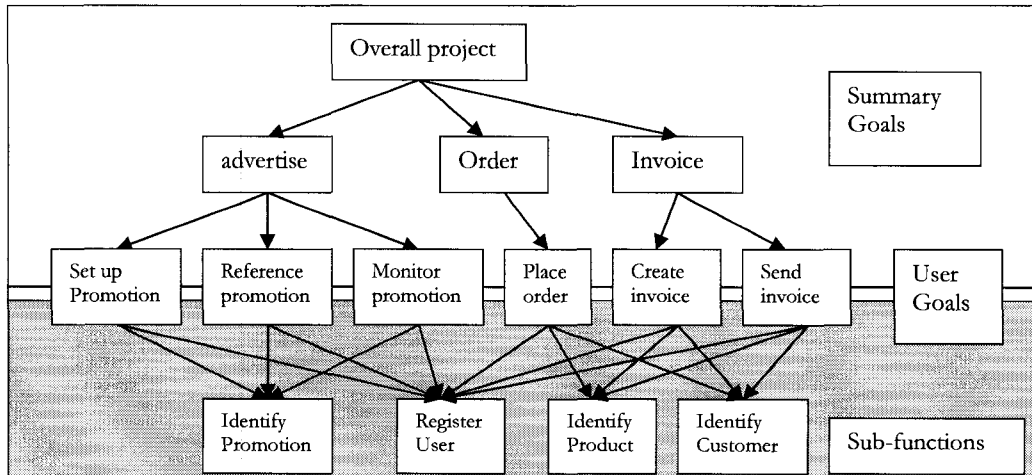 Overall project
Summary
Goals
advertise
Order
Invoice
Set up
Promotion
Reference
promotion
Monitor
promotion
Place
order
Create
invoice
Send
invoice
User
Goals
Identify
Promotion
Register
User
Identify
Product
Identify
Customer
Sub-functions